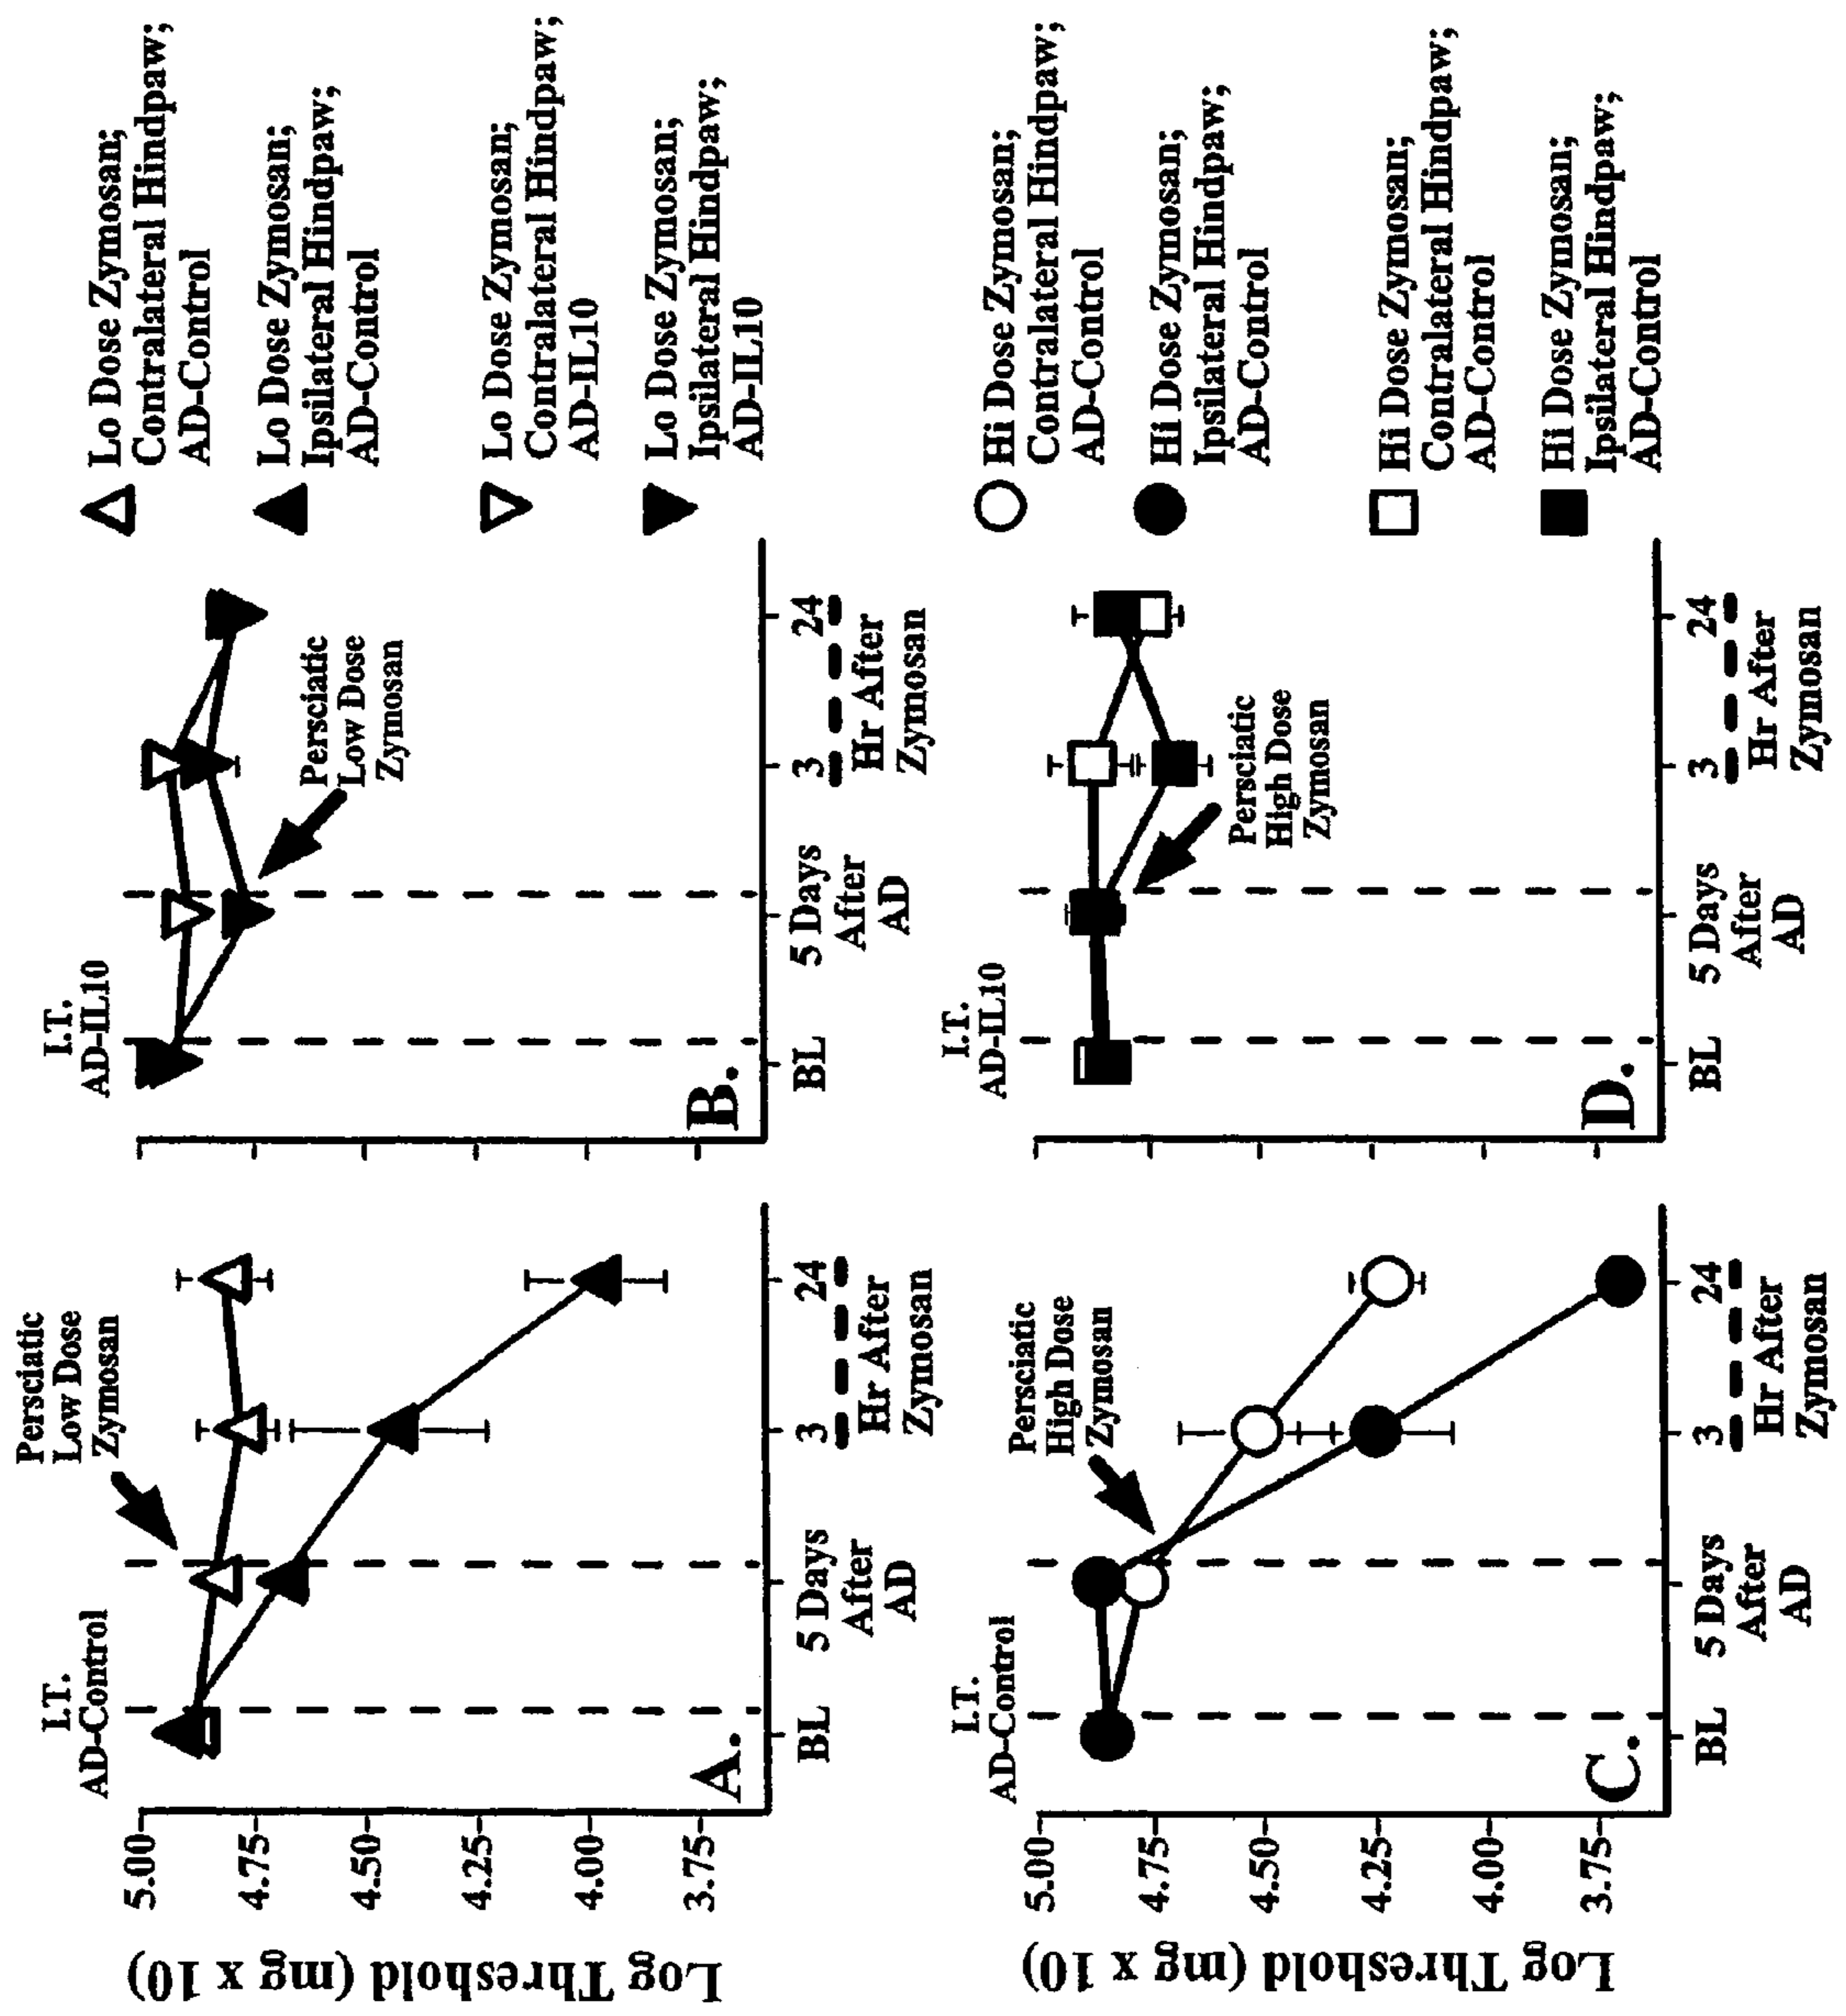 Log Threshold (mg x 10)
5.00
4.75
4.50
4.25
4.00
3.75
I.T.
AD-Control
Persciatic
Low Dose
Zymosan
A.
BL
5 Days
After
AD
3
24
Hr After
Zymosan
I.T.
AD-IL10
Persciatic
Low Dose
Zymosan
B.
BL
5 Days
After
AD
3
24
Hr After
Zymosan
Lo Dose Zymosan;
Contralateral Hindpaw;
AD-Control
Lo Dose Zymosan;
Ipsilateral Hindpaw;
AD-Control
Lo Dose Zymosan;
Contralateral Hindpaw;
AD-IL10
Lo Dose Zymosan;
Ipsilateral Hindpaw;
AD-IL10
Log Threshold (mg x 10)
5.00
4.75
4.50
4.25
4.00
3.75
I.T.
AD-Control
Persciatic
High Dose
Zymosan
C.
BL
5 Days
After
AD
3
24
Hr After
Zymosan
I.T.
AD-IL10
Persciatic
High Dose
Zymosan
D.
BL
5 Days
After
AD
3
24
Hr After
Zymosan
Hi Dose Zymosan;
Contralateral Hindpaw;
AD-Control
Hi Dose Zymosan;
Ipsilateral Hindpaw;
AD-Control
Hi Dose Zymosan;
Contralateral Hindpaw;
AD-Control
Hi Dose Zymosan;
Ipsilateral Hindpaw;
AD-Control